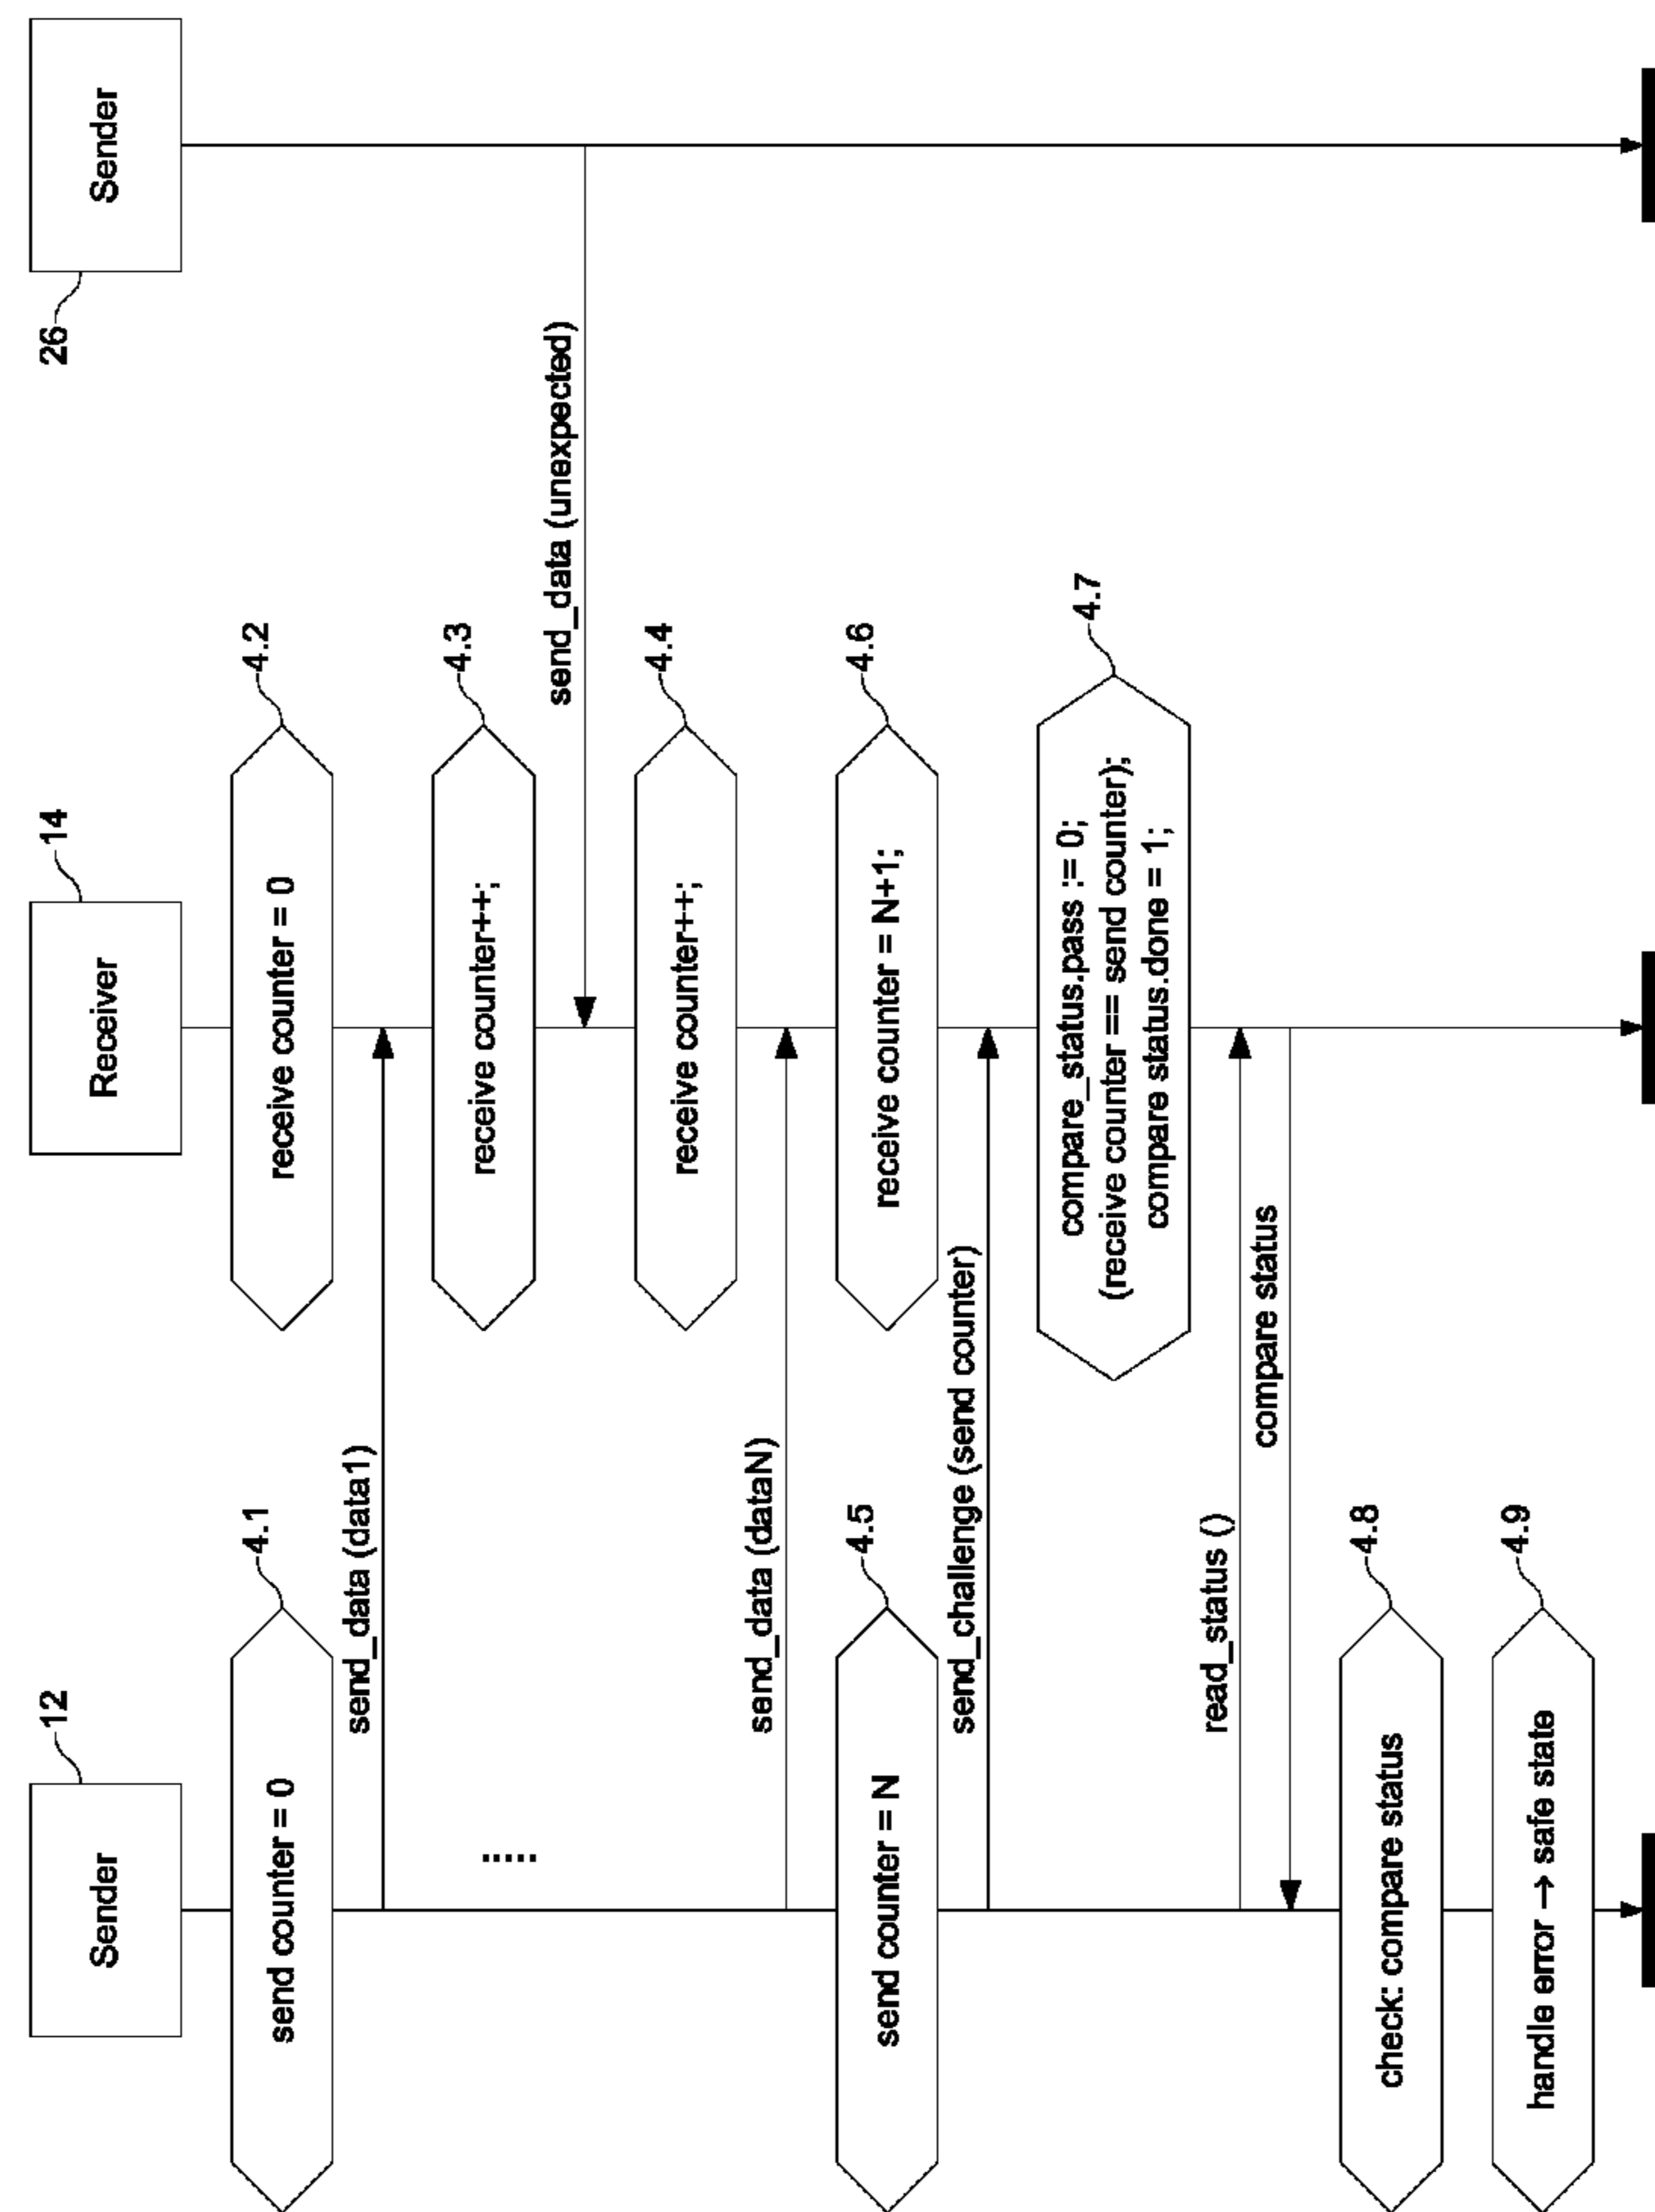 Sender
12
Receiver
14
Sender
26
send counter = 0
4.1
receive counter = 0
4.2
send_data (data1)
.....
receive counter++;
4.3
send_data (unexpected)
receive counter++;
4.4
send_data (dataN)
send counter = N
4.5
receive counter = N+1;
4.6
send_challenge (send counter)
compare_status.pass := 0;
(receive counter == send counter);
compare status.done = 1;
4.7
read_status ()
compare status
check: compare status
4.8
handle error → safe state
4.9